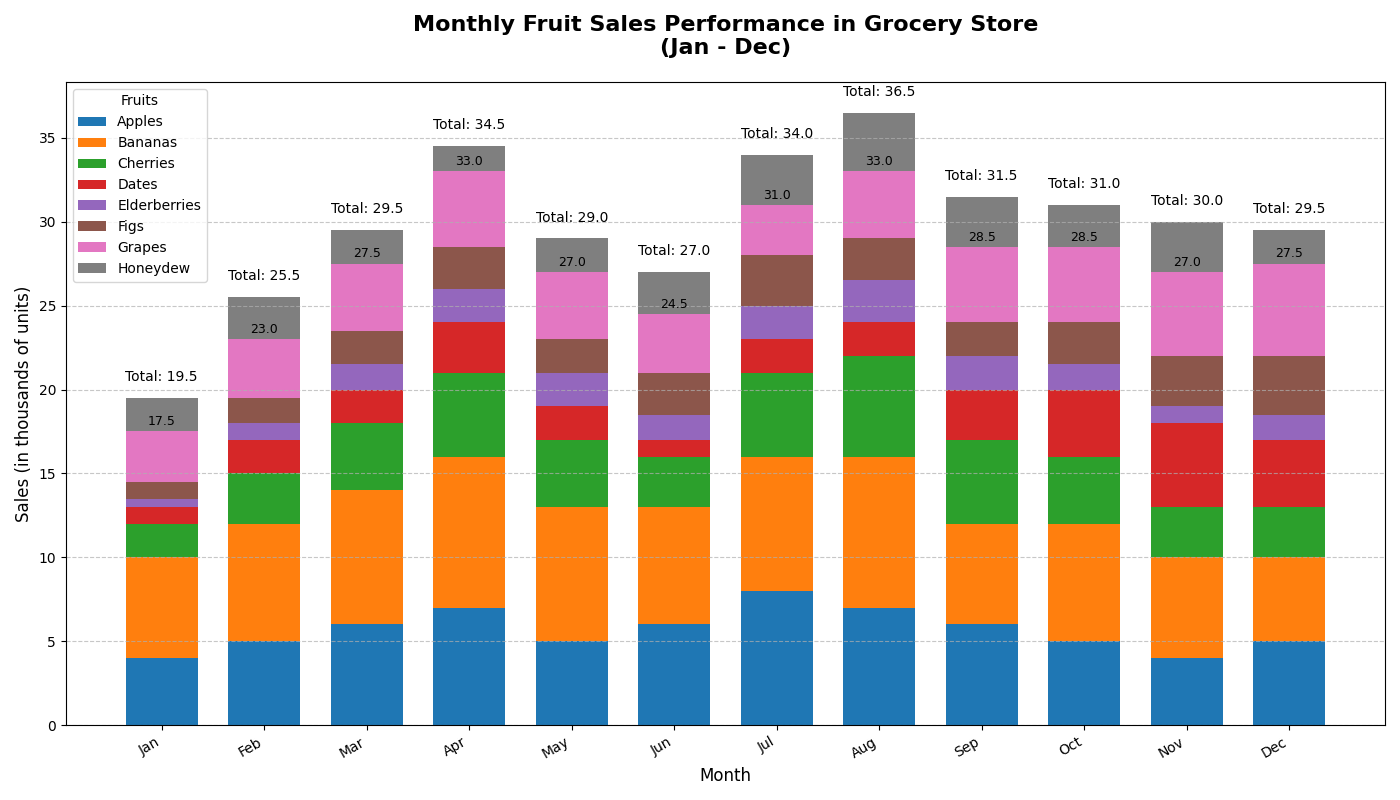 Monthly Fruit Sales Performance in Grocery Store
(Jan - Dec)
Fruits
Apples
Bananas
Cherries
Dates
Elderberries
Figs
Grapes
Honeydew
Total: 19.5
Total: 25.5
Total: 29.5
Total: 34.5
Total: 29.0
Total: 27.0
Total: 34.0
Total: 36.5
Total: 31.5
Total: 31.0
Total: 30.0
Total: 29.5
17.5
23.0
27.5
33.0
27.0
24.5
31.0
33.0
28.5
28.5
27.0
27.5
Sales (in thousands of units)
35
30
25
20
15
10
5
0
Jan
Feb
Mar
Apr
May
Jun
Jul
Aug
Sep
Oct
Nov
Dec
Month